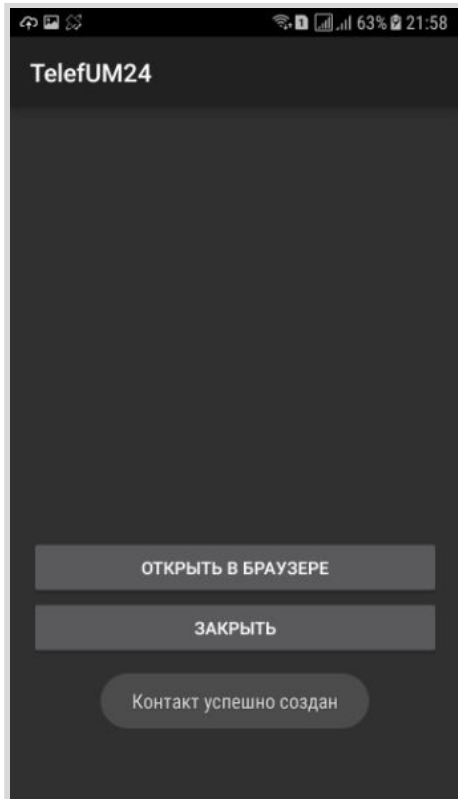 63% 21:58
TelefUM24
ОТКРЫТЬ В БРАУЗЕРЕ
ЗАКРЫТЬ
Контакт успешно создан